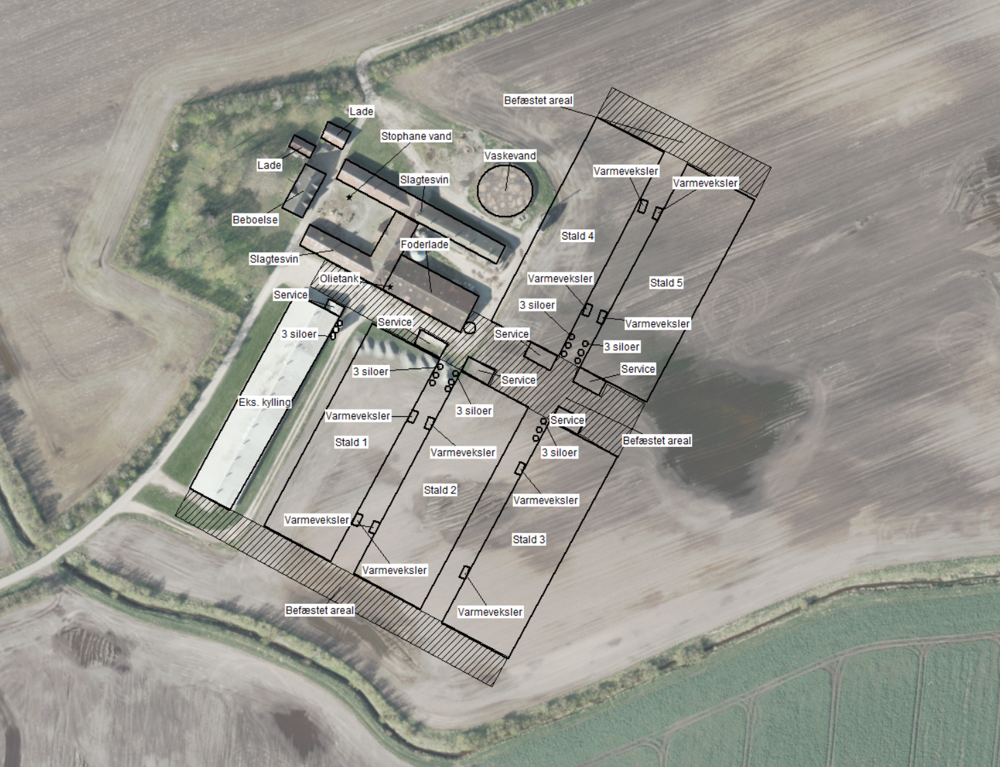 Befæstet areal
Lade
Stophane vand
Vaskevand
Lade
Varmeveksler
Slagtesvin
Varmeveksler
Beboelse
Stald 4
Foderlade
Slagtesvin
Olietank
Varmeveksler
Stald 5
Service
3 siloer
Service
Varmeveksler
3 siloer
Service
3 siloer
3 siloer
Service
Service
Eks. kylling
3 siloer
Varmeveksler
Service
Stald 1
Befæstet areal
Varmeveksler
3 siloer
Stald 2
Varmeveksler
Varmeveksler
Stald 3
Varmeveksler
Befæstet areal
Varmeveksler